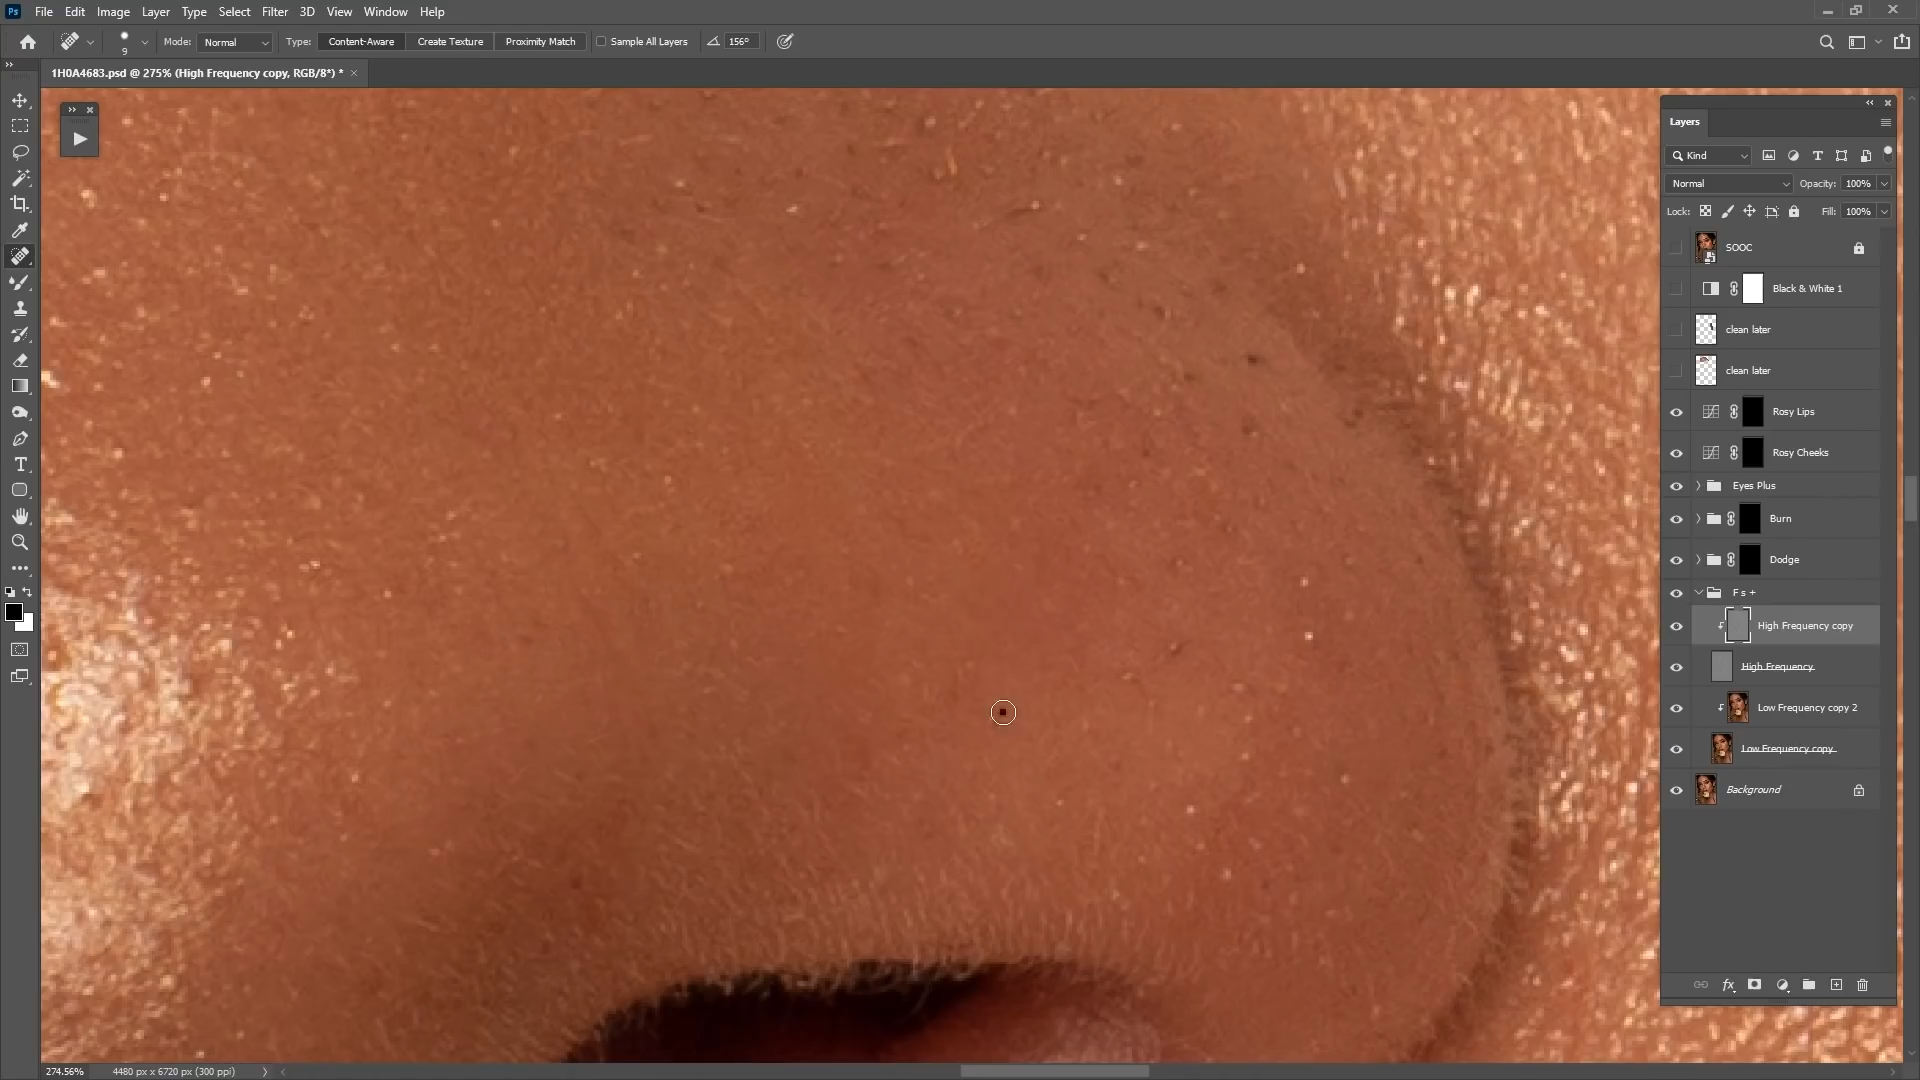 Ps File Edit Image Layer Type Select Filter 3D View Window Help
9 Mode: Normal Type: Content-Aware Create Texture Proximity Match Sample All Layers 156°
1H0A4683.psd @ 275% (High Frequency copy, RGB/8*) *
Layers
Kind
Normal Opacity: 100%
Lock: Fill: 100%
SOOC
Black & White 1
clean later
clean later
Rosy Lips
Rosy Cheeks
Eyes Plus
Burn
Dodge
F s +
High Frequency copy
High Frequency
Low Frequency copy 2
Low Frequency copy
Background
fx
274.56% 4480 px x 6720 px (300 ppi)